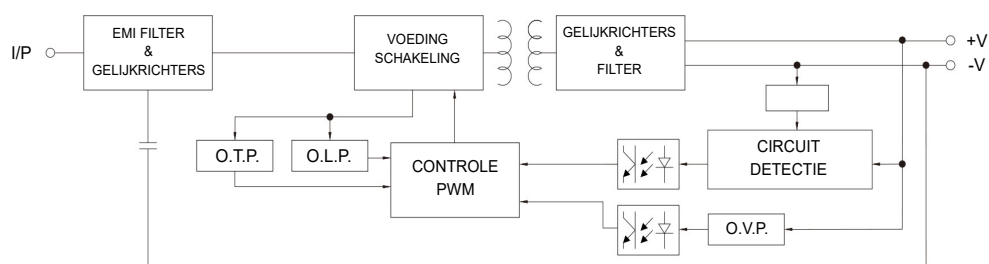 I/P
EMI FILTER
&
GELIJKRICHTERS
VOEDING
SCHAKELING
GELIJKRICHTERS
&
FILTER
+V
-V
O.T.P.
O.L.P.
CONTROLE
PWM
CIRCUIT
DETECTIE
O.V.P.